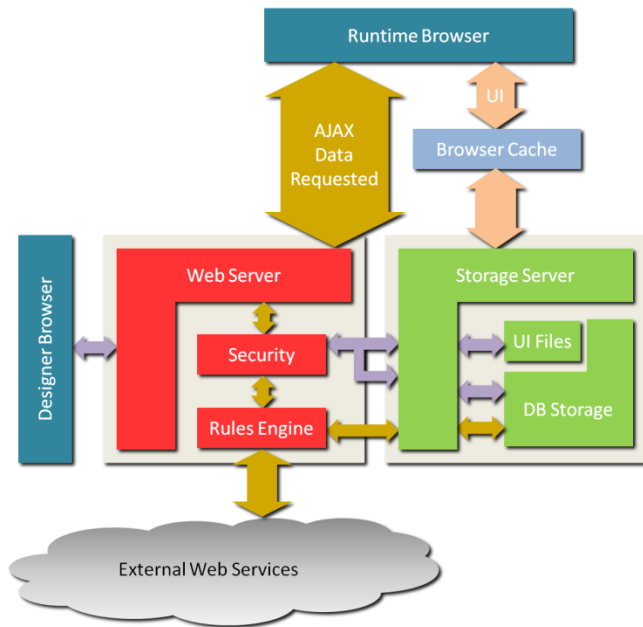 Runtime Browser
UI
AJAX
Data
Requested
Browser Cache
Designer Browser
Web Server
Storage Server
Security
UI Files
Rules Engine
DB Storage
External Web Services